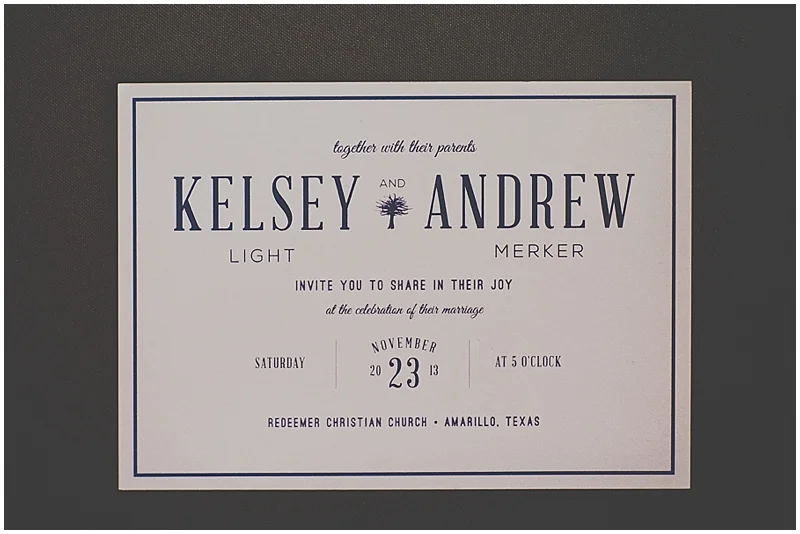 together with their parents
KELSEY AND ANDREW
LIGHT MERKER
INVITE YOU TO SHARE IN THEIR JOY
at the celebration of their marriage
NOVEMBER
SATURDAY 20 23 13 AT 5 O'CLOCK
REDEEMER CHRISTIAN CHURCH • AMARILLO, TEXAS